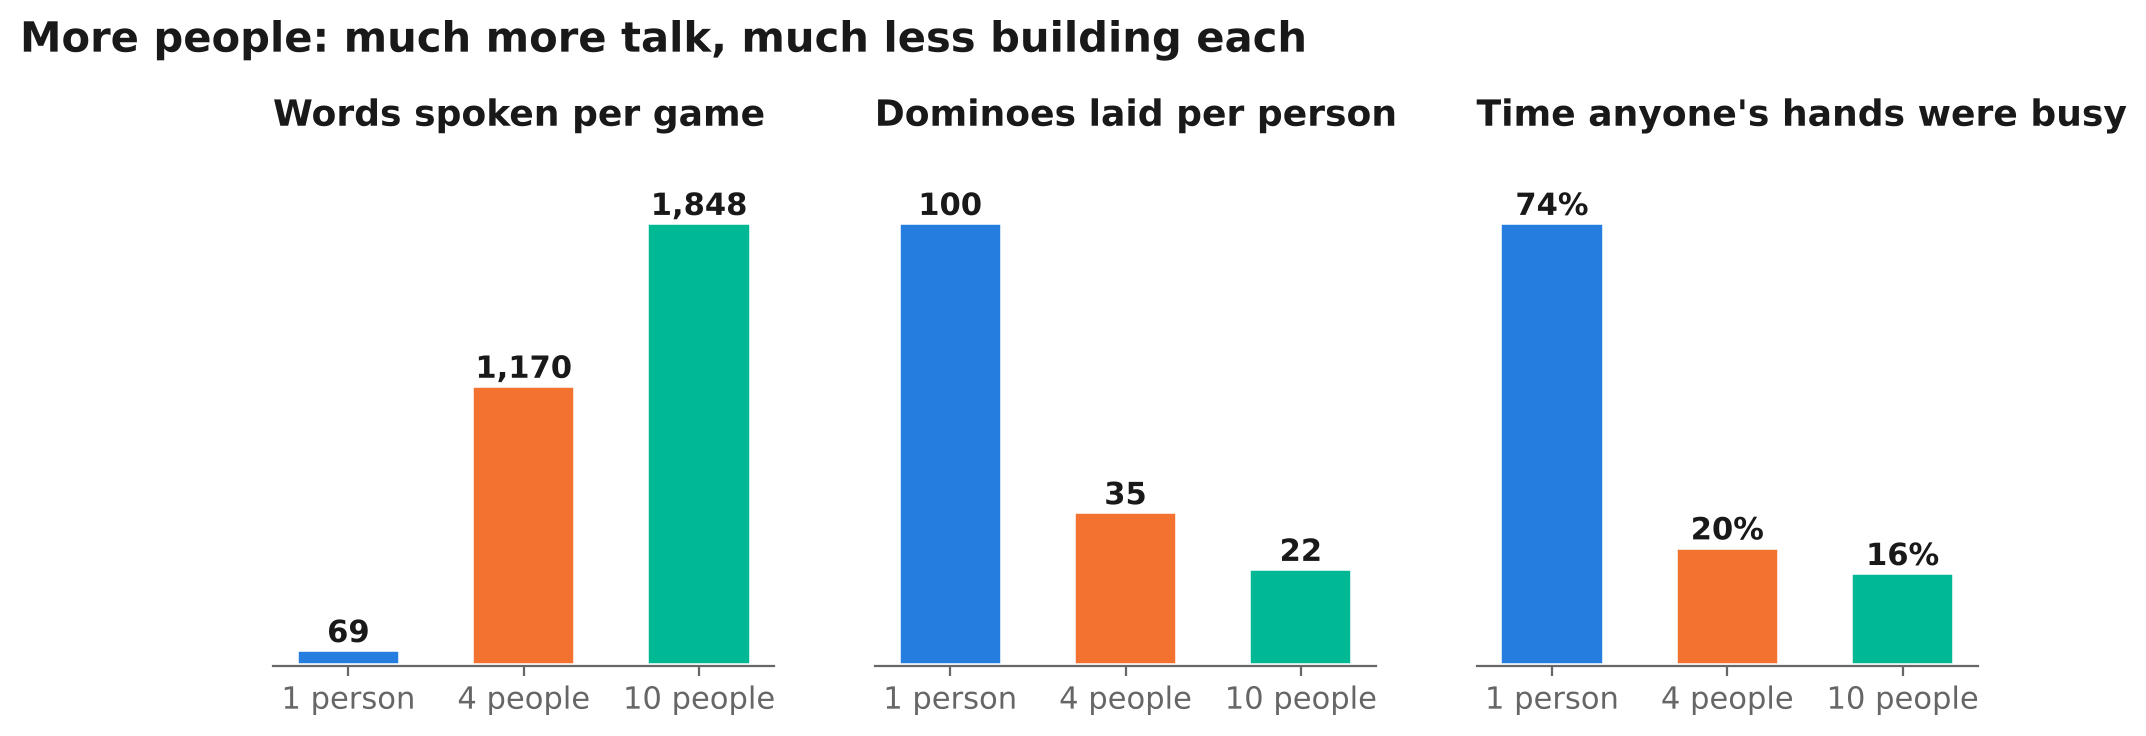 More people: much more talk, much less building each
Words spoken per game
1,848
1,170
69
1 person
4 people
10 people
Dominoes laid per person
100
35
22
1 person
4 people
10 people
Time anyone's hands were busy
74%
20%
16%
1 person
4 people
10 people